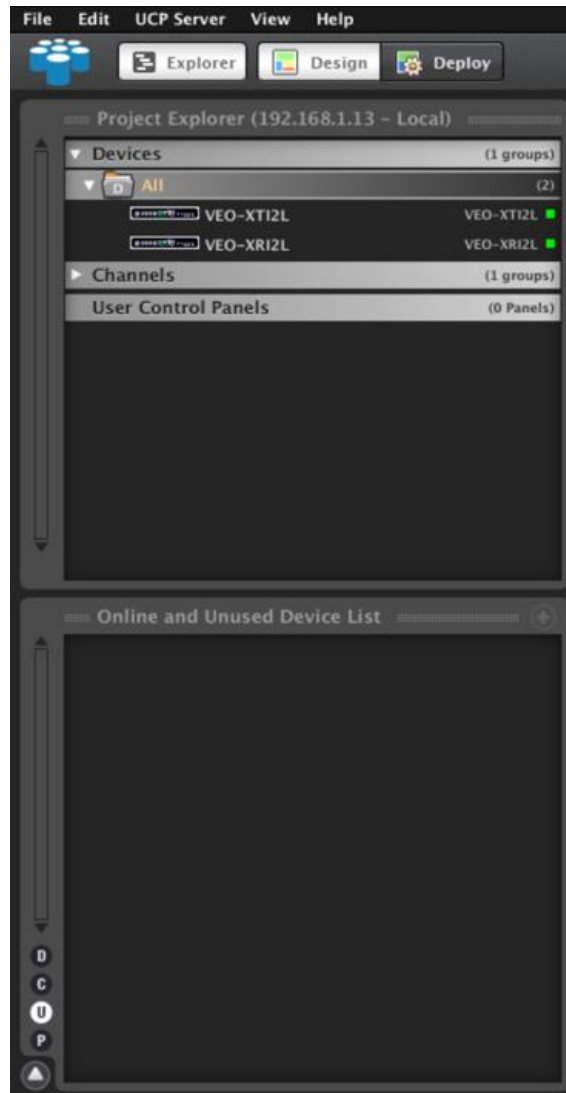 File Edit UCP Server View Help
Explorer Design Deploy
Project Explorer (192.168.1.13 - Local)
Devices (1 groups)
D All (2)
VEO-XTI2L VEO-XTI2L
VEO-XRI2L VEO-XRI2L
Channels (1 groups)
User Control Panels (0 Panels)
Online and Unused Device List
D
C
U
P